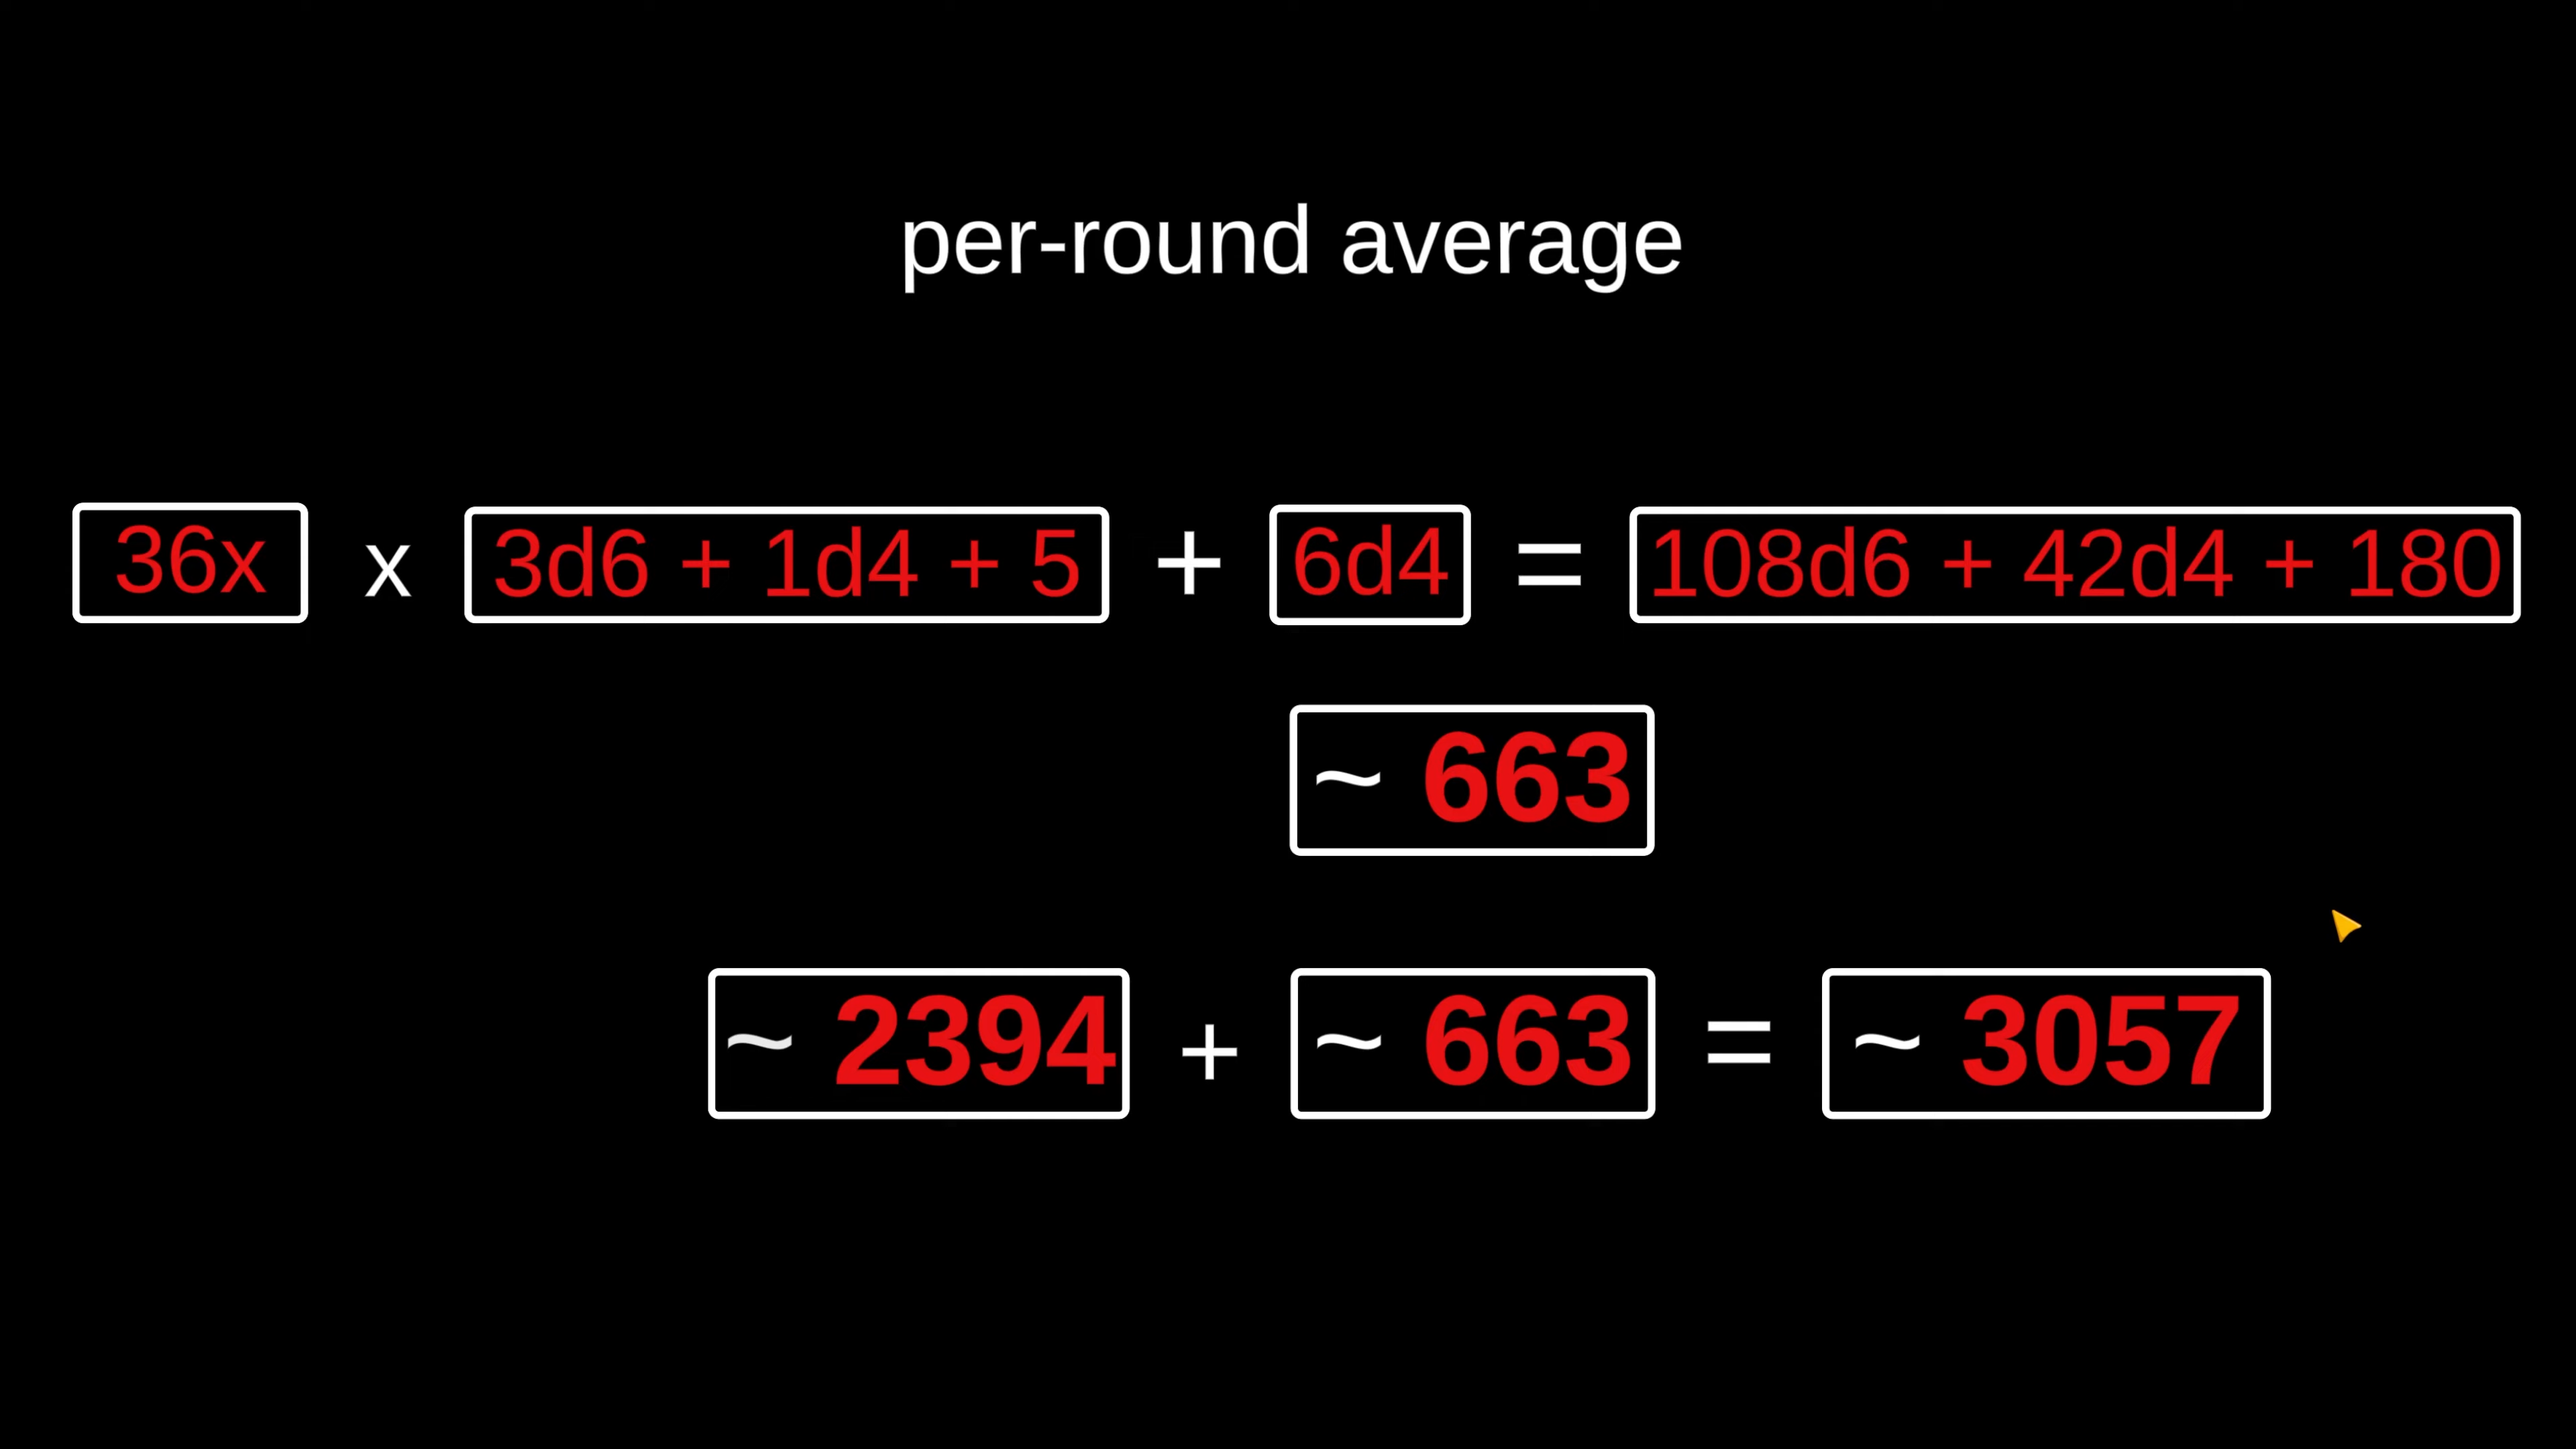 per-round average
36x x 3d6 + 1d4 + 5 + 6d4 = 108d6 + 42d4 + 180
~ 663
~ 2394 + ~ 663 = ~ 3057